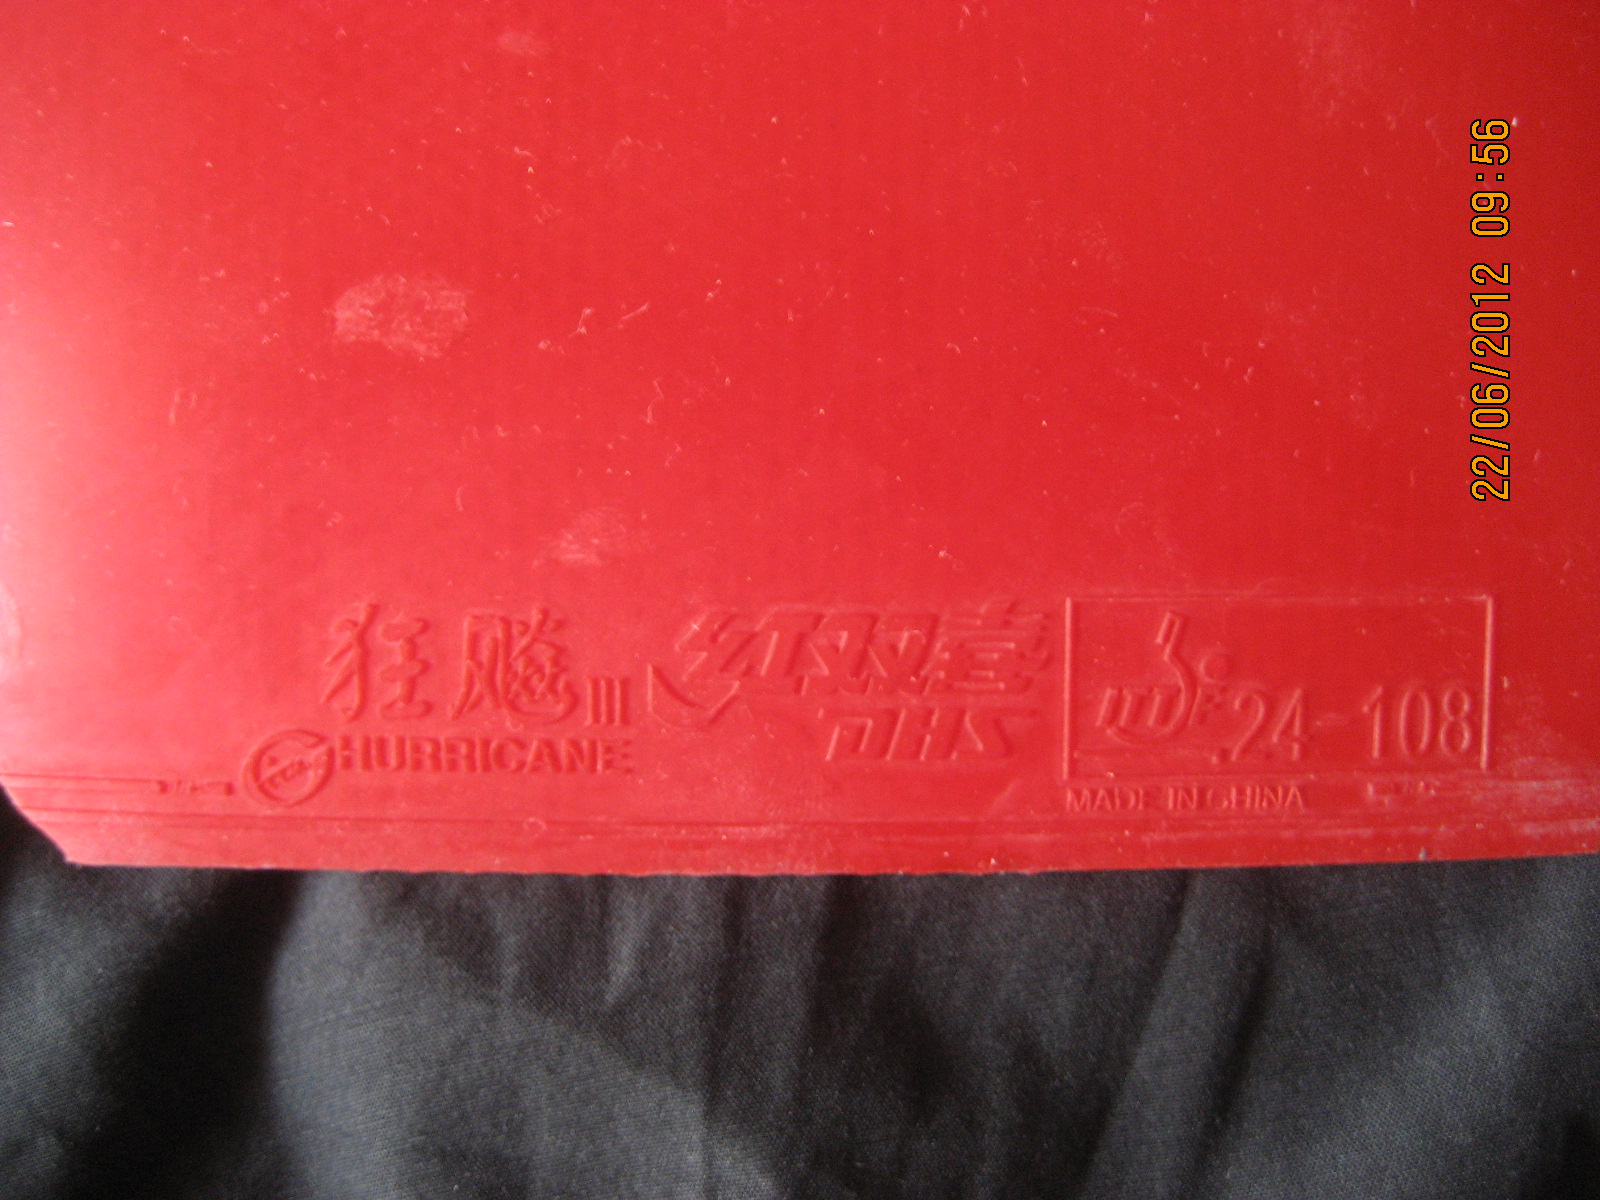 狂飚III
HURRICANE
红双喜
DHS
ITTF
24-108
MADE IN CHINA
22/06/2012 09:56